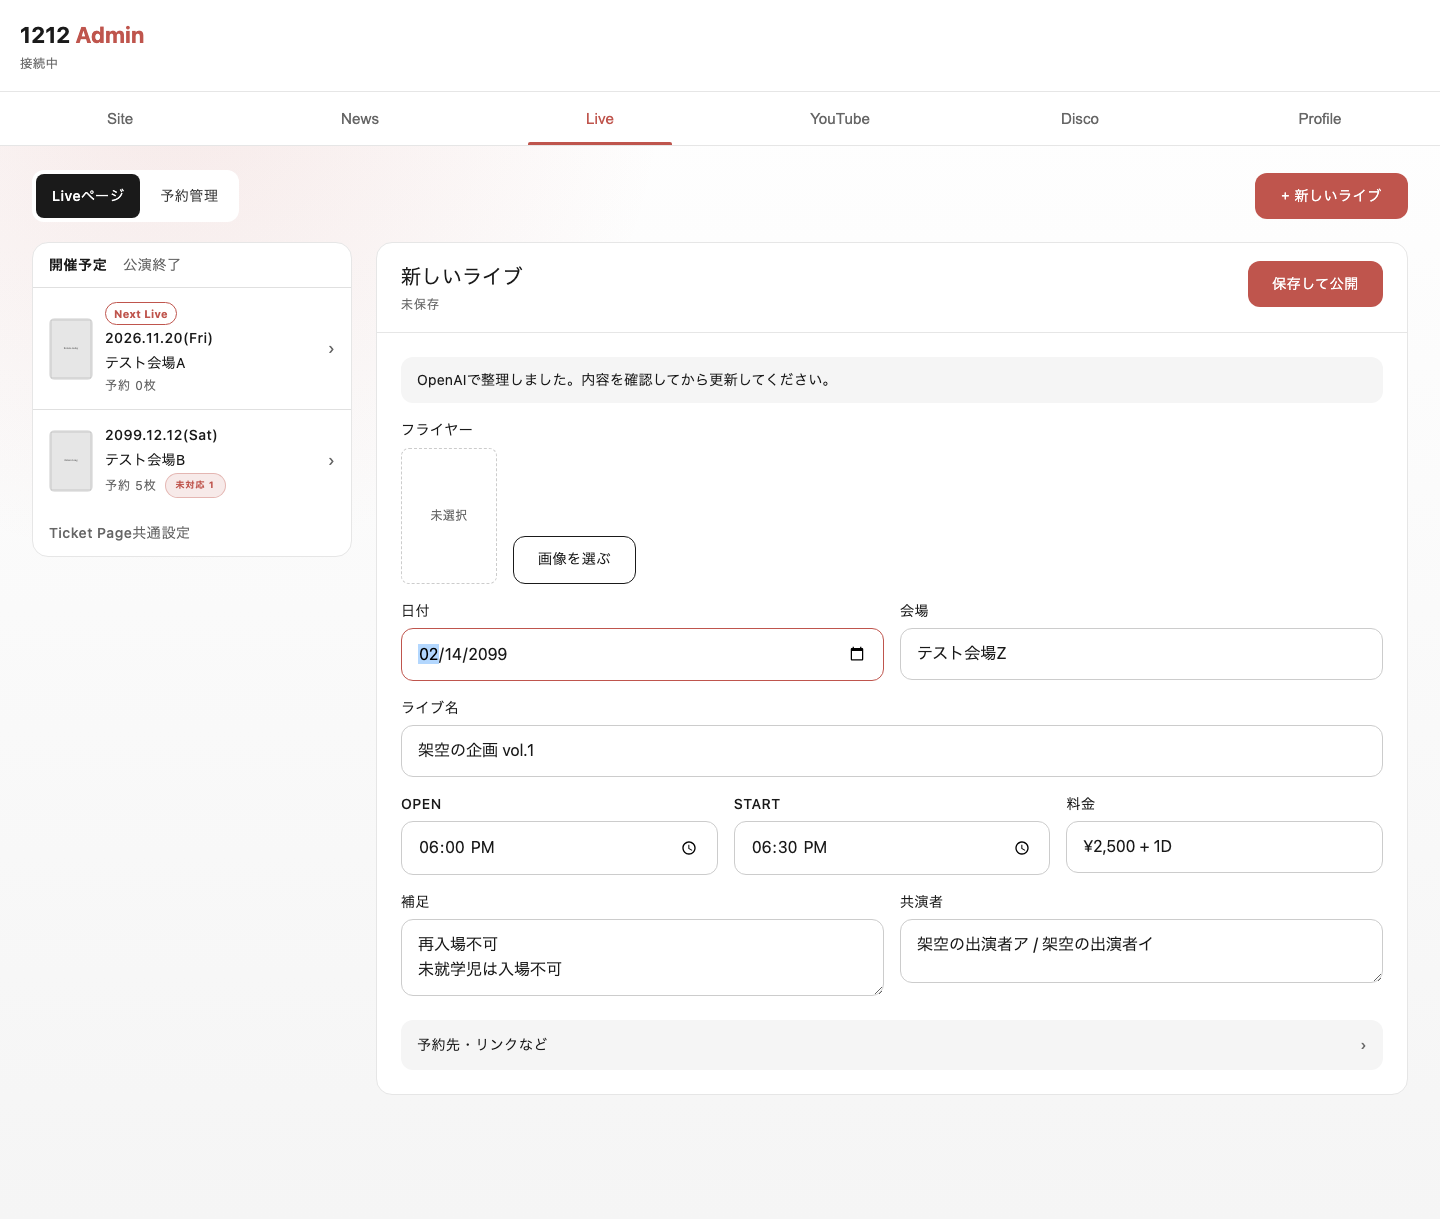 1212 Admin
接続中
Site
News
Live
YouTube
Disco
Profile
Liveページ
予約管理
+ 新しいライブ
開催予定
公演終了
Next Live
2026.11.20(Fri)
テスト会場A
予約 0枚
›
2099.12.12(Sat)
テスト会場B
予約 5枚
未対応 1
›
Ticket Page共通設定
新しいライブ
未保存
保存して公開
OpenAIで整理しました。内容を確認してから更新してください。
フライヤー
未選択
画像を選ぶ
日付
会場
02/14/2099
テスト会場Z
ライブ名
架空の企画 vol.1
OPEN
START
料金
06:00 PM
06:30 PM
¥2,500 + 1D
補足
共演者
再入場不可
未就学児は入場不可
架空の出演者ア / 架空の出演者イ
予約先・リンクなど
›